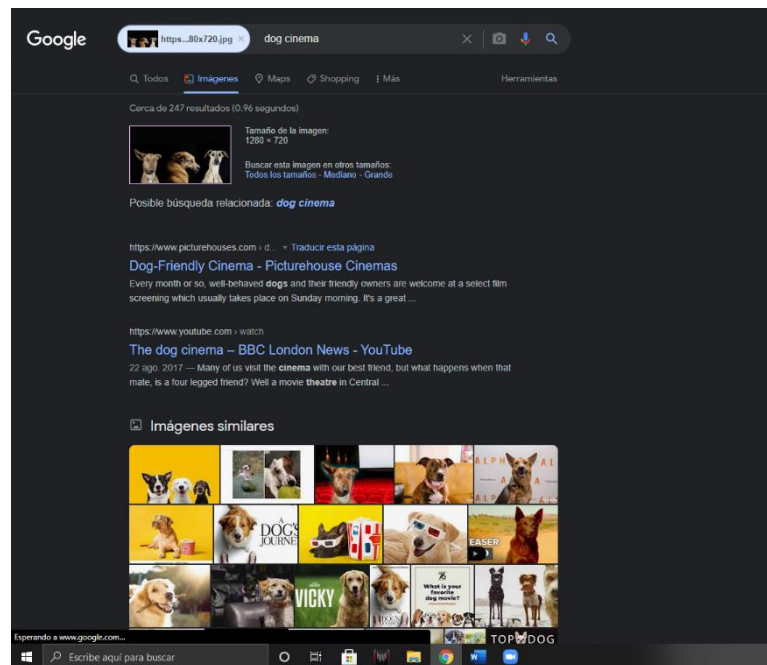 Google
https...80x720.jpg ×
dog cinema
Todos
Imágenes
Maps
Shopping
Más
Herramientas
Cerca de 247 resultados (0.96 segundos)
Tamaño de la imagen:
1280 × 720
Buscar esta imagen en otros tamaños:
Todos los tamaños - Mediano - Grande
Posible búsqueda relacionada: dog cinema
https://www.picturehouses.com › d... Traducir esta página
Dog-Friendly Cinema - Picturehouse Cinemas
Every month or so, well-behaved dogs and their friendly owners are welcome at a select film
screening which usually takes place on Sunday morning. It's a great ...
https://www.youtube.com › watch
The dog cinema – BBC London News - YouTube
22 ago. 2017 — Many of us visit the cinema with our best friend, but what happens when that
mate, is a four legged friend? Well a movie theatre in Central ...
Imágenes similares
ALPH AL
A A
ALPH
A
DOG'S
JOURNEY
TEASER
VICKY
76
What is your
favorite
dog movie?
TOP DOG
Esperando a www.google.com...
Escribe aquí para buscar